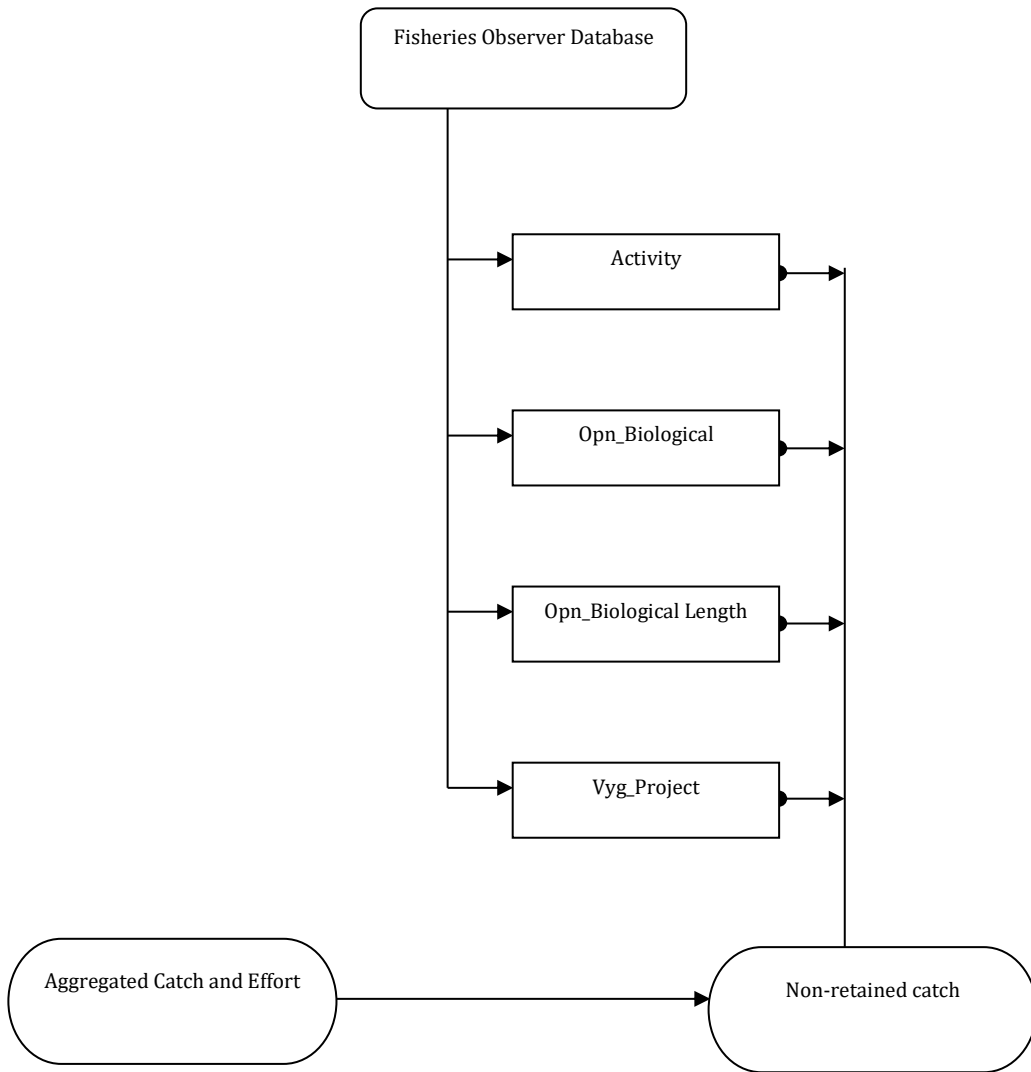 Fisheries Observer Database
Activity
Opn_Biological
Opn_Biological Length
Vyg_Project
Aggregated Catch and Effort
Non-retained catch